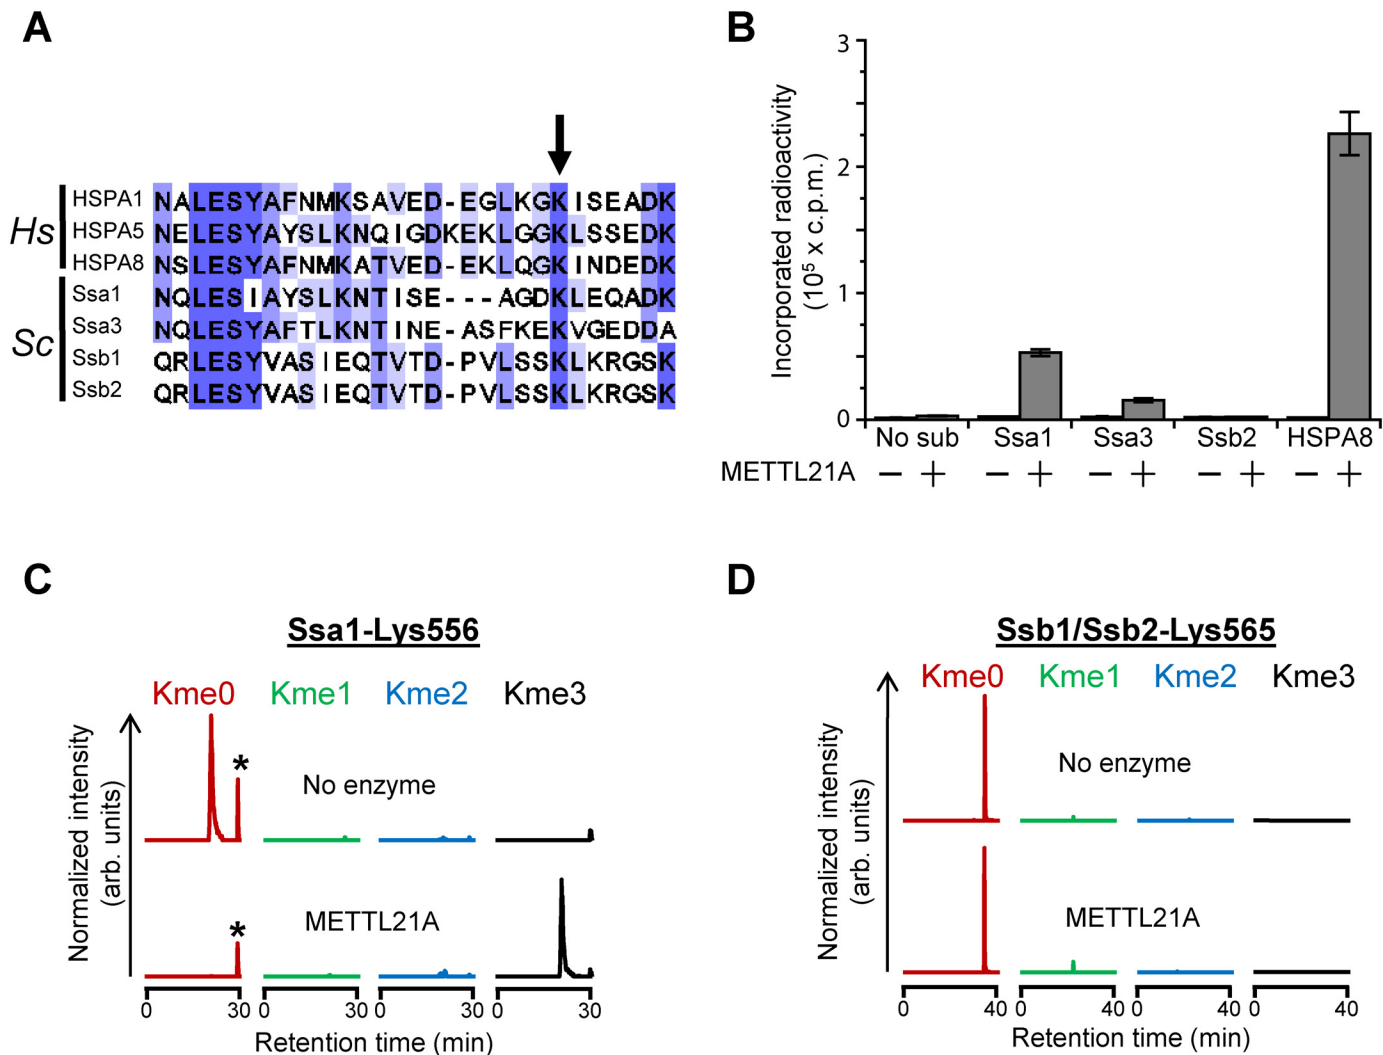 A
Hs
HSPA1 NALESYAFNMKSAVED-EGLKGKISEADK
HSPA5 NELESYAYSLKNQIGDKEKLGGKLSSEDK
HSPA8 NSLESYAFNMKATVED-EKLQGKINDEDK
Sc
Ssa1 NQLESIAYSLKNTISE---AGDKLEQADK
Ssa3 NQLESYAFTLKNTINE-ASFKEKVGEDDA
Ssb1 QRLESYVASIEQTVTD-PVLSSKLKRGSK
Ssb2 QRLESYVASIEQTVTD-PVLSSKLKRGSK
B
Incorporated radioactivity
(10⁵ x c.p.m.)
3
2
1
0
No sub Ssa1 Ssa3 Ssb2 HSPA8
METTL21A − + − + − + − + − +
C
Ssa1-Lys556
Kme0 Kme1 Kme2 Kme3
Normalized intensity
(arb. units)
*
No enzyme
*
METTL21A
0 30 0 30 0 30 0 30
Retention time (min)
D
Ssb1/Ssb2-Lys565
Kme0 Kme1 Kme2 Kme3
Normalized intensity
(arb. units)
No enzyme
METTL21A
0 40 0 40 0 40 0 40
Retention time (min)